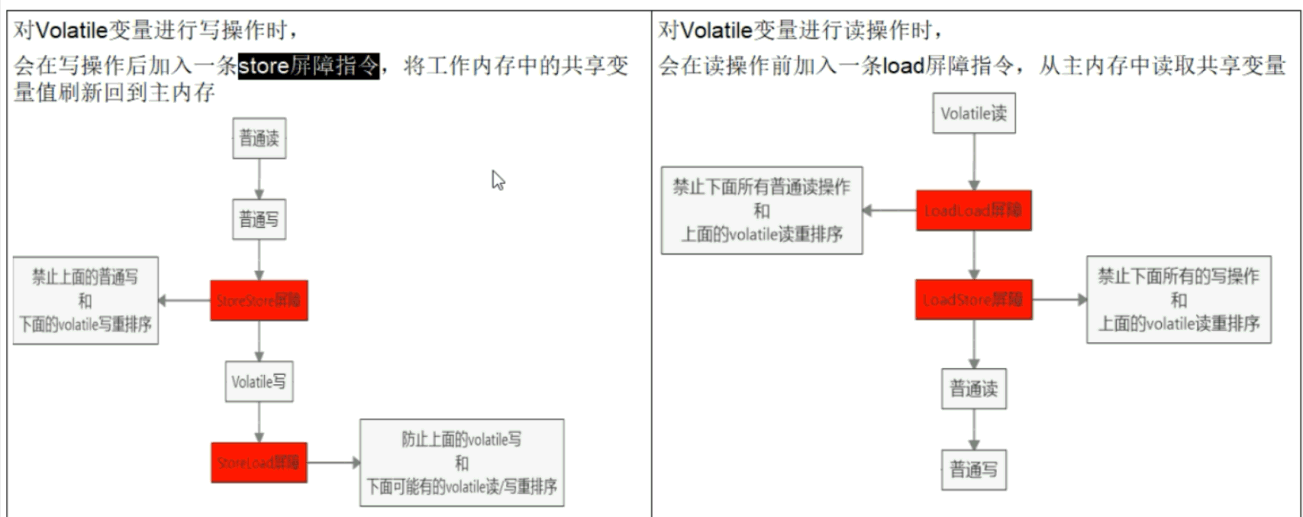 对Volatile变量进行写操作时，
会在写操作后加入一条store屏障指令，将工作内存中的共享变
量值刷新回到主内存
普通读
普通写
StoreStore屏障
禁止上面的普通写
和
下面的volatile写重排序
Volatile写
StoreLoad屏障
防止上面的volatile写
和
下面可能有的volatile读/写重排序
对Volatile变量进行读操作时，
会在读操作前加入一条load屏障指令，从主内存中读取共享变量
Volatile读
LoadLoad屏障
禁止下面所有普通读操作
和
上面的volatile读重排序
LoadStore屏障
禁止下面所有的写操作
和
上面的volatile读重排序
普通读
普通写